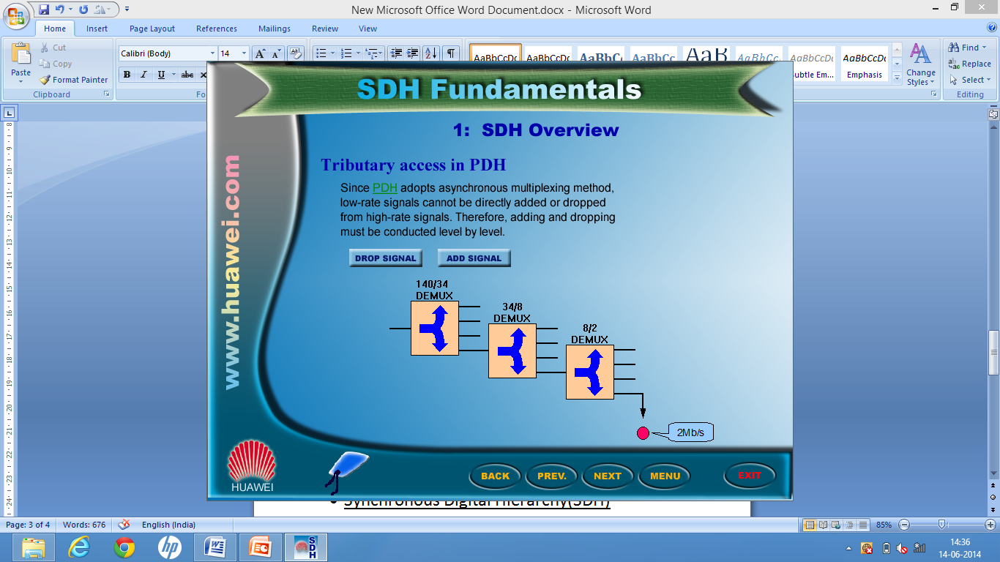 New Microsoft Office Word Document.docx - Microsoft Word
Home Insert Page Layout References Mailings Review View
Paste
Cut
Copy
Format Painter
Clipboard
Calibri (Body) 14
B I U abc
AaBbCcDc AaBbCcDc AaBbC AaBbCc AaB AaBbCc. AaBbCcDc AaBbCcDc
Emphasis
Change
Styles
Find
Replace
Select
Editing
SDH Fundamentals
1: SDH Overview
www.huawei.com
Tributary access in PDH
Since PDH adopts asynchronous multiplexing method,
low-rate signals cannot be directly added or dropped
from high-rate signals. Therefore, adding and dropping
must be conducted level by level.
DROP SIGNAL ADD SIGNAL
140/34
DEMUX
34/8
DEMUX
8/2
DEMUX
2Mb/s
HUAWEI
BACK PREV. NEXT MENU EXIT
Synchronous Digital Hierarchy(SDH)
Page: 3 of 4 Words: 676 English (India) 85%
SDH
14:36
14-06-2014